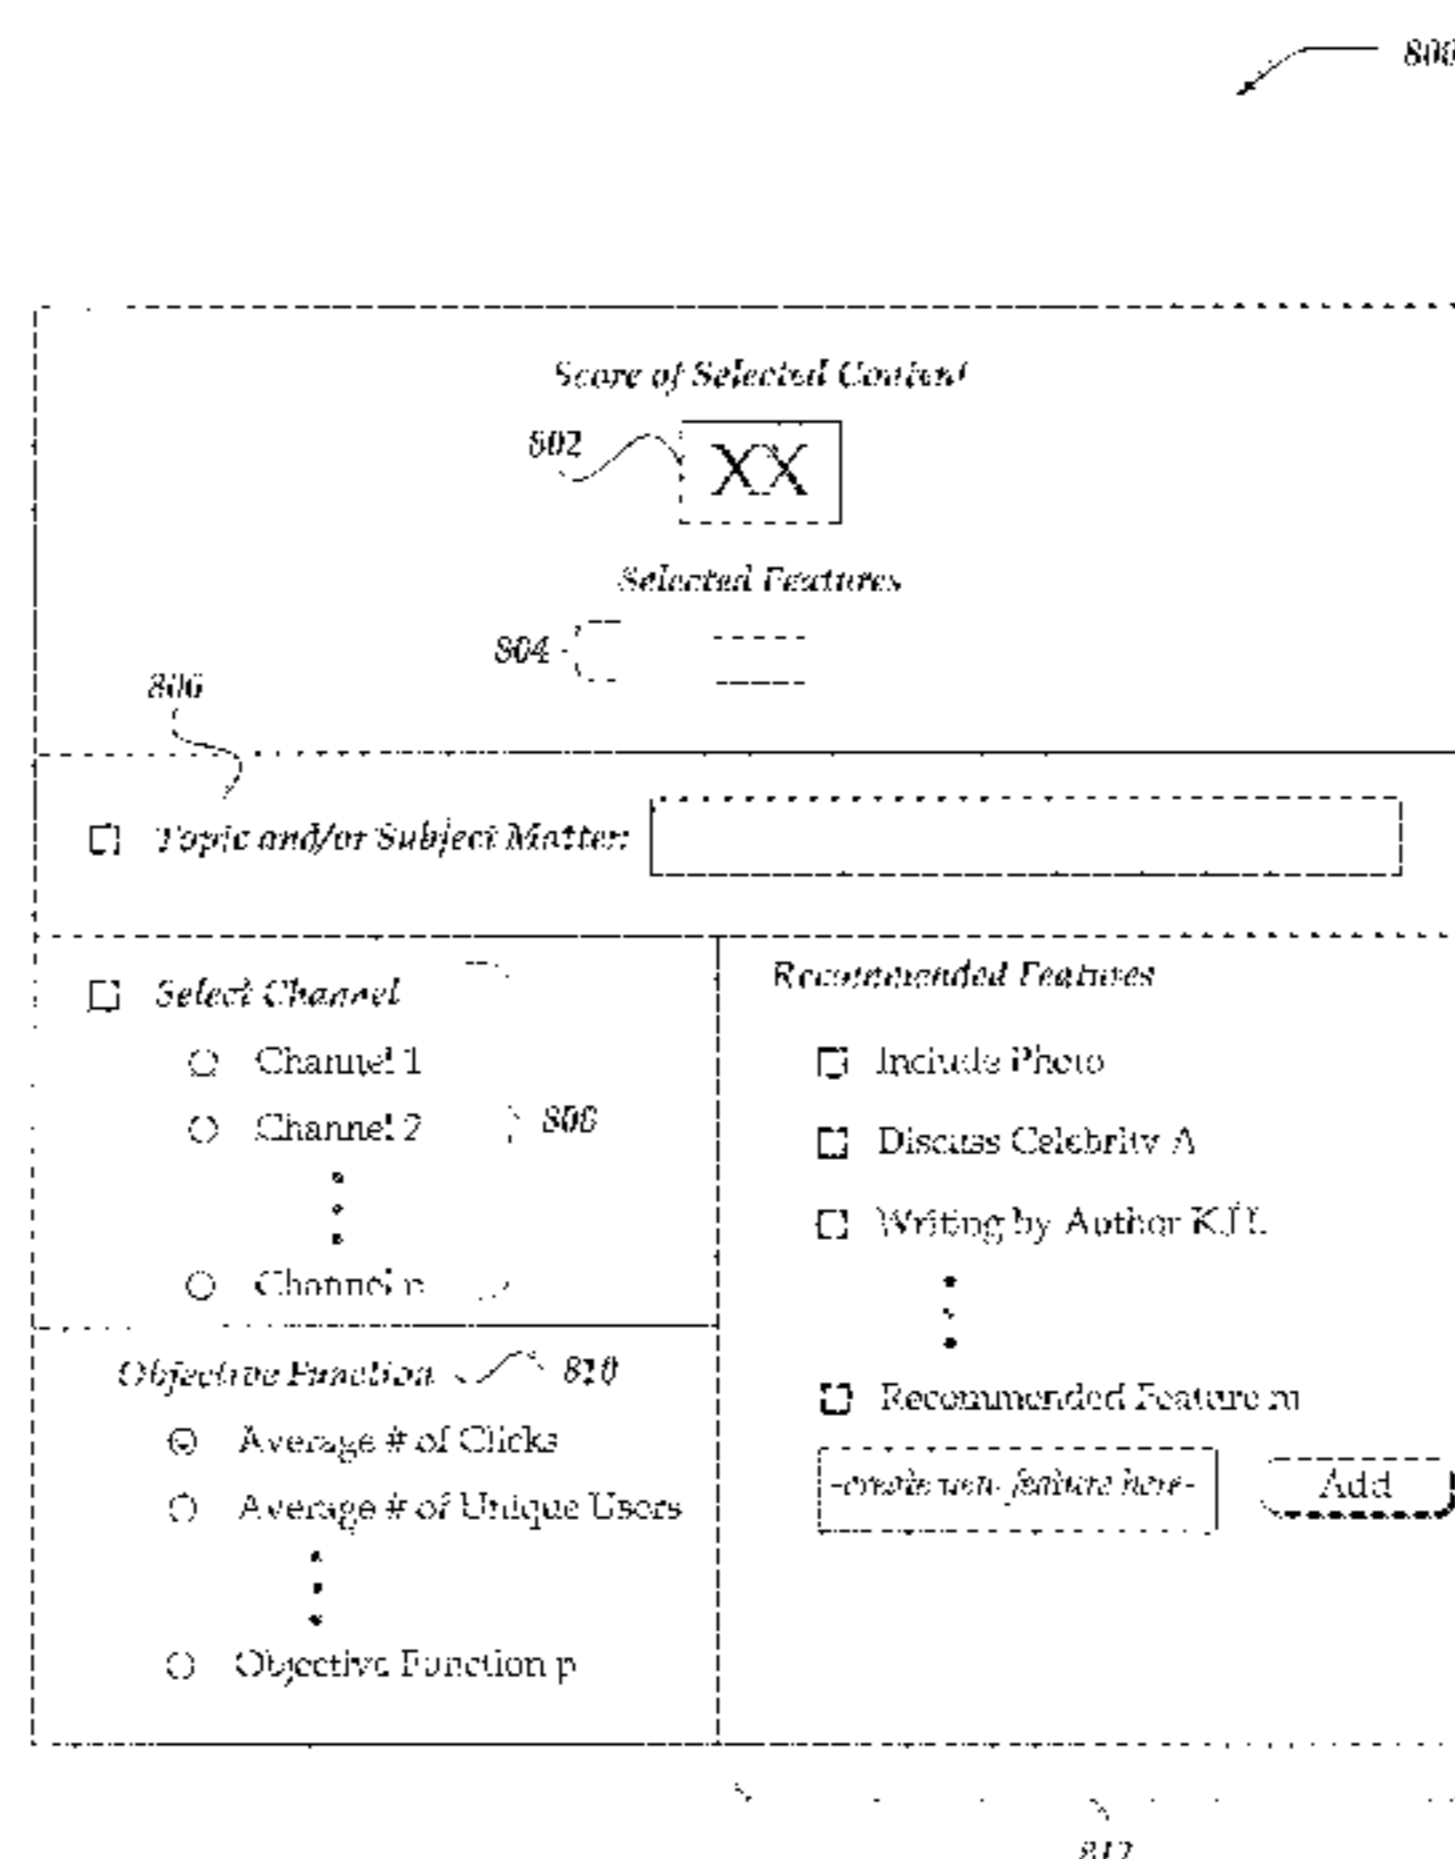 800
Score of Selected Content
802
XX
Selected Features
804
806
Topic and/or Subject Matter:
Select Channel
Channel 1
Channel 2
808
Channel n
Objective Function 810
Average # of Clicks
Average # of Unique Users
Objective Function p
Recommended Features
Include Photo
Discuss Celebrity A
Writing by Author
Recommended Feature m
-create new feature here-
Add
812